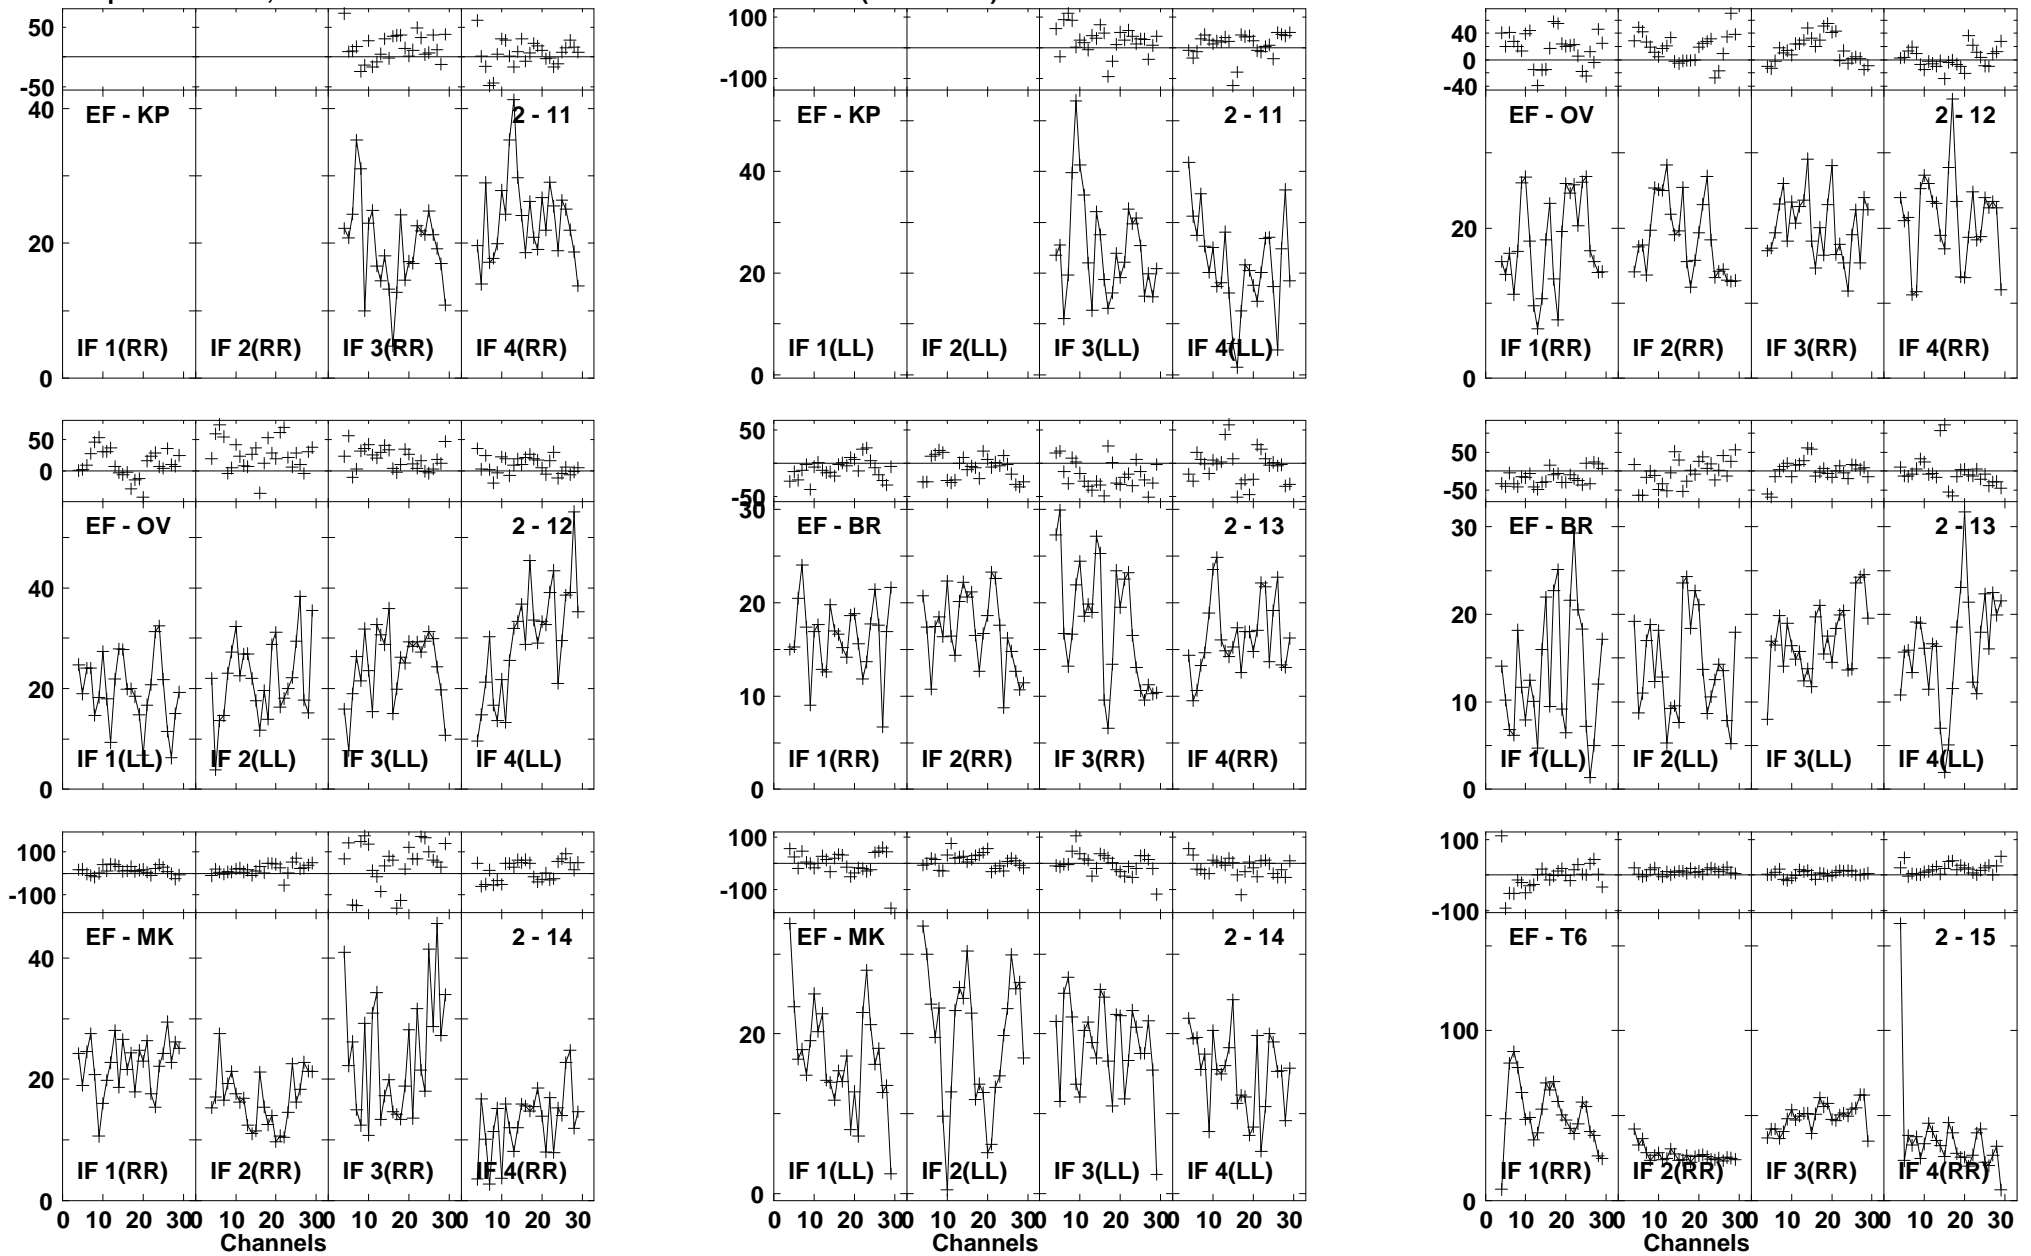 50
-50
40
20
0
EF - KP
2 - 11
IF 1(RR)
IF 2(RR)
IF 3(RR)
IF 4(RR)
100
-100
40
20
0
EF - KP
2 - 11
IF 1(LL)
IF 2(LL)
IF 3(LL)
IF 4(LL)
40
0
-40
20
0
EF - OV
2 - 12
IF 1(RR)
IF 2(RR)
IF 3(RR)
IF 4(RR)
50
0
40
20
0
EF - OV
2 - 12
IF 1(LL)
IF 2(LL)
IF 3(LL)
IF 4(LL)
50
-50
30
20
10
0
EF - BR
2 - 13
IF 1(RR)
IF 2(RR)
IF 3(RR)
IF 4(RR)
50
-50
30
20
10
0
EF - BR
2 - 13
IF 1(LL)
IF 2(LL)
IF 3(LL)
IF 4(LL)
100
-100
40
20
0
EF - MK
2 - 14
IF 1(RR)
IF 2(RR)
IF 3(RR)
IF 4(RR)
0 10 20 30 0 10 20 30 0 10 20 30 0 10 20 30
Channels
100
-100
20
0
EF - MK
2 - 14
IF 1(LL)
IF 2(LL)
IF 3(LL)
IF 4(LL)
0 10 20 30 0 10 20 30 0 10 20 30 0 10 20 30
Channels
100
-100
100
0
EF - T6
2 - 15
IF 1(RR)
IF 2(RR)
IF 3(RR)
IF 4(RR)
0 10 20 30 0 10 20 30 0 10 20 30 0 10 20 30
Channels